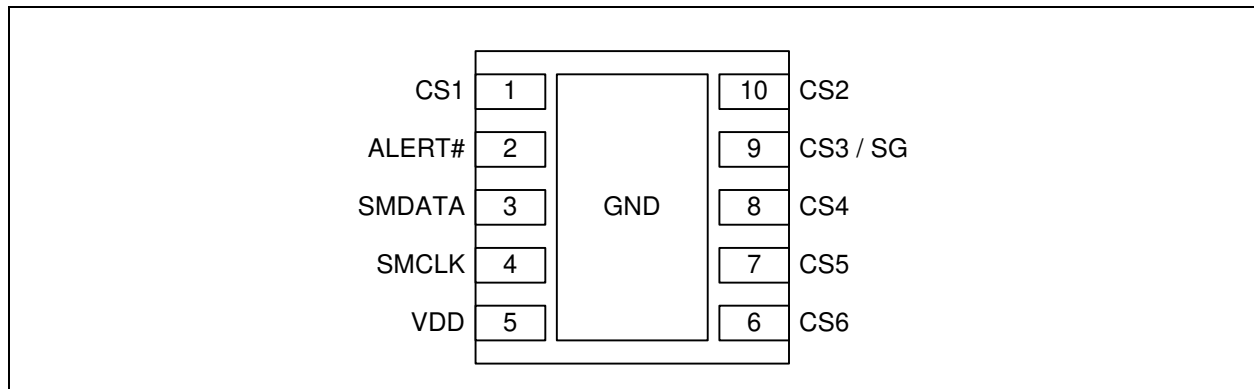 CS1 1 10 CS2
ALERT# 2 9 CS3 / SG
SMDATA 3 GND 8 CS4
SMCLK 4 7 CS5
VDD 5 6 CS6